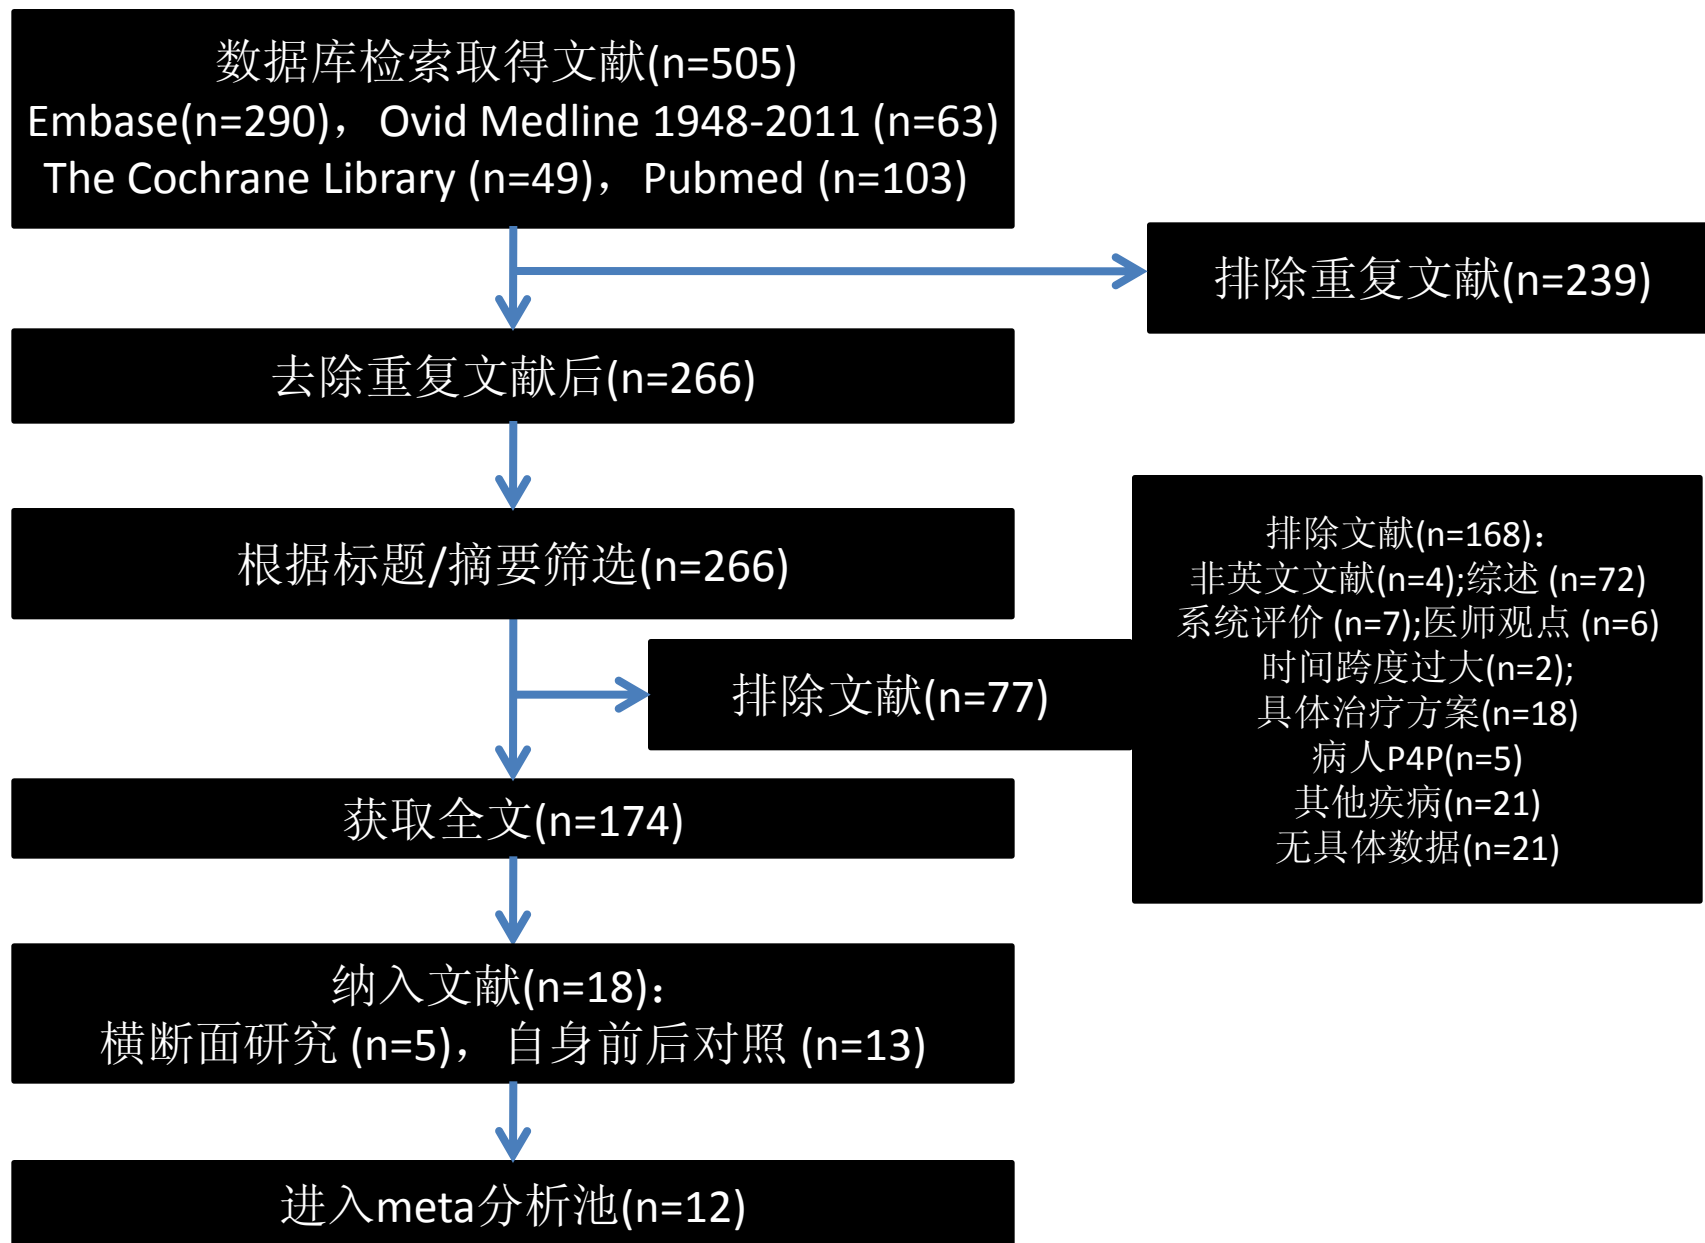 数据库检索取得文献(n=505)
Embase(n=290)，Ovid Medline 1948-2011 (n=63)
The Cochrane Library (n=49)，Pubmed (n=103)
排除重复文献(n=239)
去除重复文献后(n=266)
根据标题/摘要筛选(n=266)
排除文献(n=77)
排除文献(n=168)：
非英文文献(n=4);综述 (n=72)
系统评价 (n=7);医师观点 (n=6)
时间跨度过大(n=2);
具体治疗方案(n=18)
病人P4P(n=5)
其他疾病(n=21)
无具体数据(n=21)
获取全文(n=174)
纳入文献(n=18)：
横断面研究 (n=5)，自身前后对照 (n=13)
进入meta分析池(n=12)